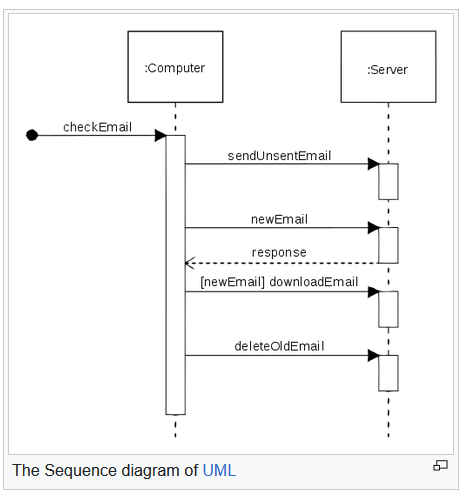 :Computer
:Server
checkEmail
sendUnsentEmail
newEmail
response
[newEmail] downloadEmail
deleteOldEmail
The Sequence diagram of UML